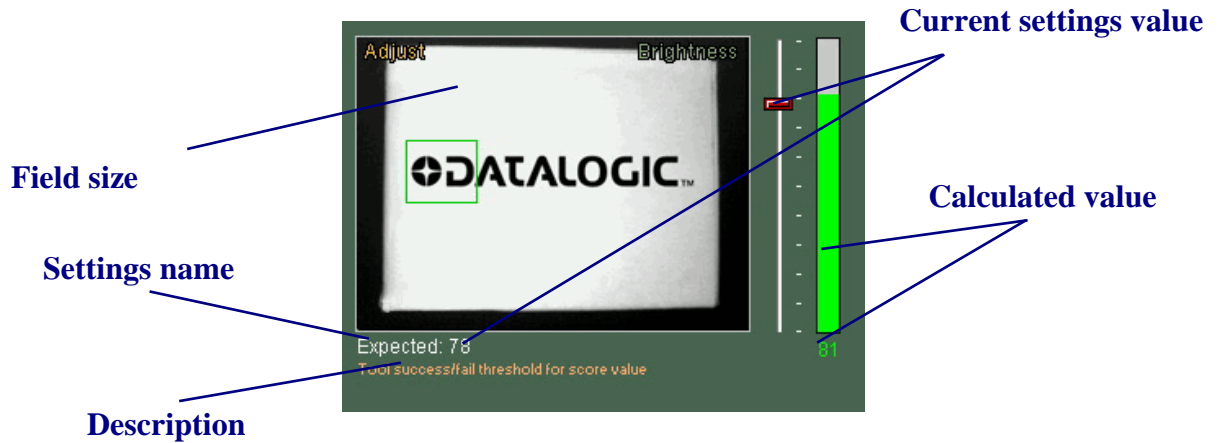 Current settings value
Adjust Brightness
DATALOGIC™
Field size
Calculated value
Settings name
Expected: 78
81
Tool success/fail threshold for score value
Description